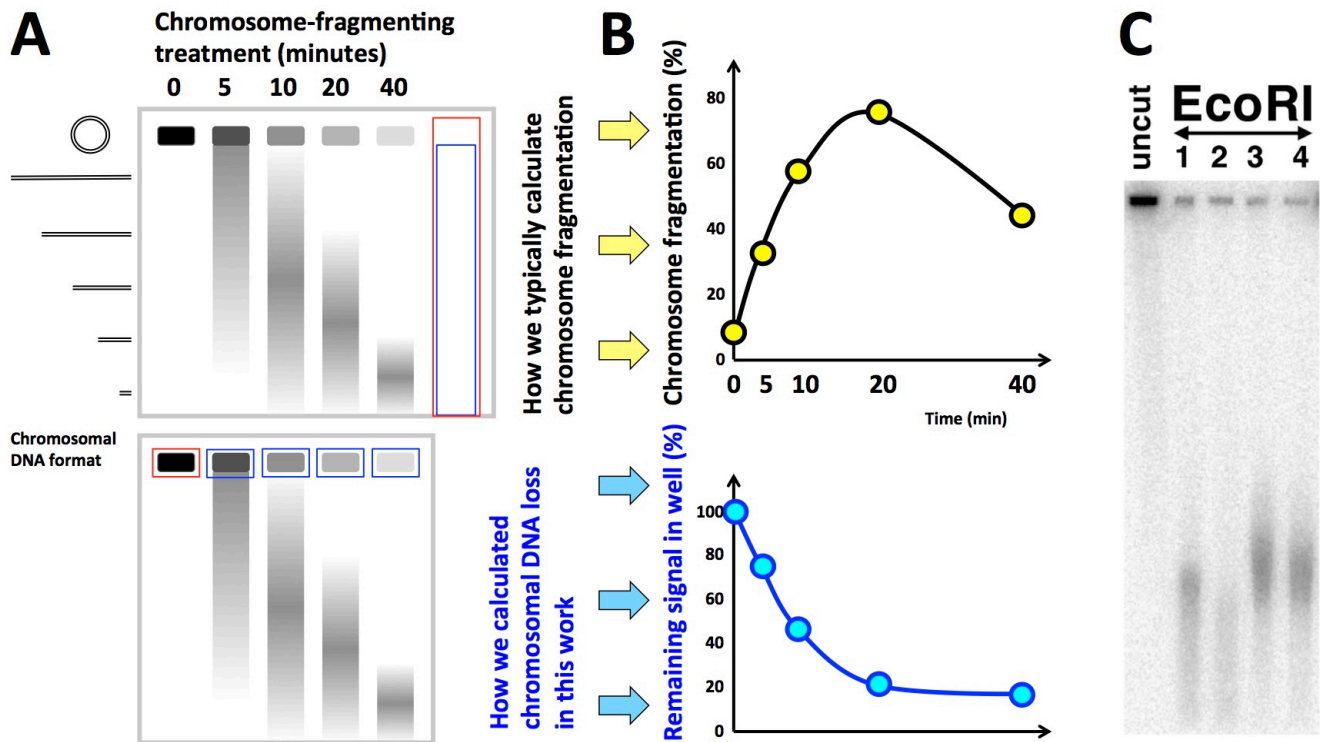 A
Chromosome-fragmenting
treatment (minutes)
0 5 10 20 40
Chromosomal
DNA format
How we typically calculate
chromosome fragmentation
How we calculated
chromosomal DNA loss
in this work
B
Chromosome fragmentation (%)
80
60
40
20
0
0 5 10 20 40
Time (min)
Remaining signal in well (%)
100
80
60
40
20
0
C
uncut
EcoRI
1 2 3 4